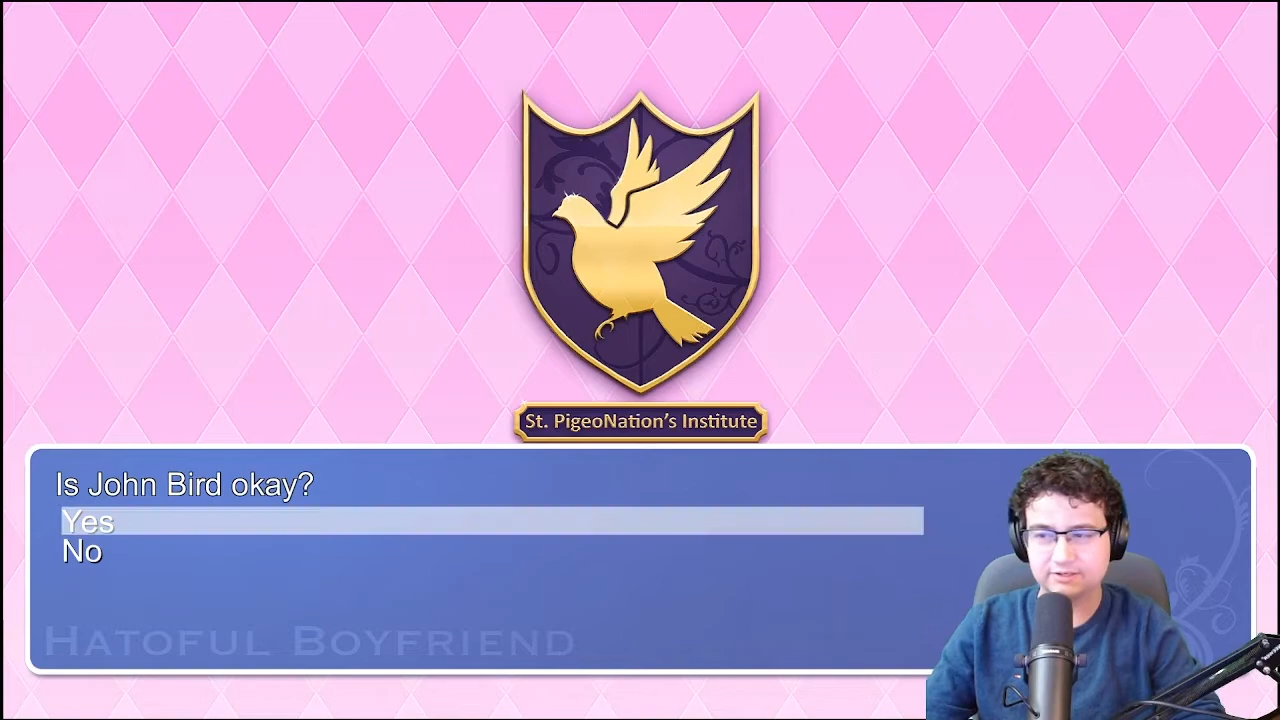 St. PigeoNation's Institute
Is John Bird okay?
Yes
No
HATOFUL BOYFRIEND